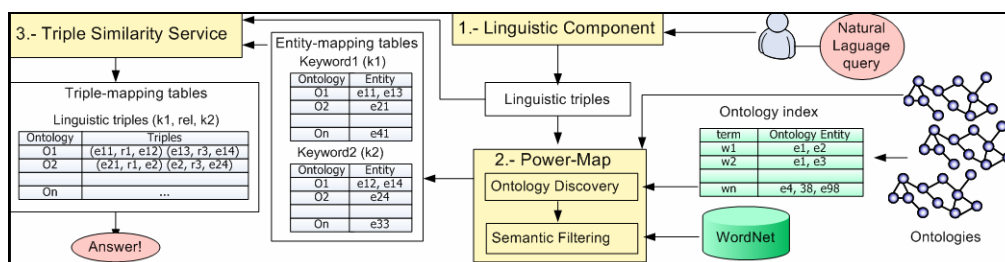 3.- Triple Similarity Service
Triple-mapping tables
Linguistic triples (k1, rel, k2)
Ontology Triples
O1 (e11, r1, e12) (e13, r3, e14)
O2 (e21, r1, e2) (e2, r3, e24)
On ...
Answer!
Entity-mapping tables
Keyword1 (k1)
Ontology Entity
O1 e11, e13
O2 e21
On e41
Keyword2 (k2)
Ontology Entity
O1 e12, e14
O2 e24
On e33
1.- Linguistic Component
Linguistic triples
2.- Power-Map
Ontology Discovery
Semantic Filtering
Natural
Laguage
query
Ontology index
term Ontology Entity
w1 e1, e2
w2 e1, e3
wn e4, 38, e98
WordNet
Ontologies